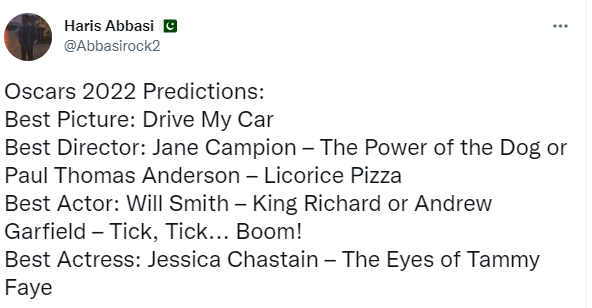 Haris Abbasi 🇵🇰
@Abbasirock2
Oscars 2022 Predictions:
Best Picture: Drive My Car
Best Director: Jane Campion – The Power of the Dog or
Paul Thomas Anderson – Licorice Pizza
Best Actor: Will Smith – King Richard or Andrew
Garfield – Tick, Tick... Boom!
Best Actress: Jessica Chastain – The Eyes of Tammy
Faye